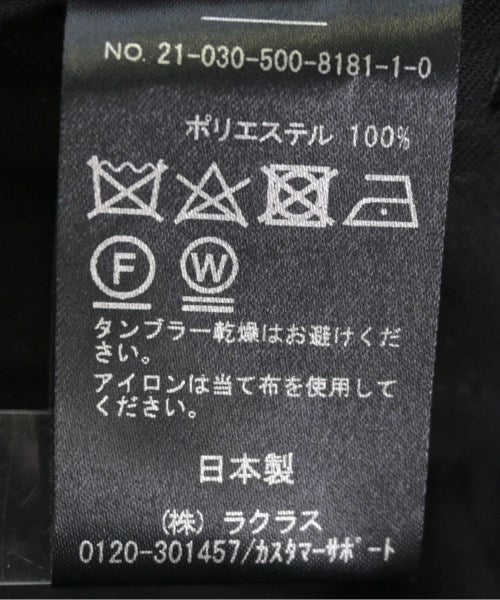 NO. 21-030-500-8181-1-0
ポリエステル 100%
F W
タンブラー乾燥はお避けくだ
さい。
アイロンは当て布を使用して
ください。
日本製
(株) ラクラス
0120-301457/カスタマーサポート